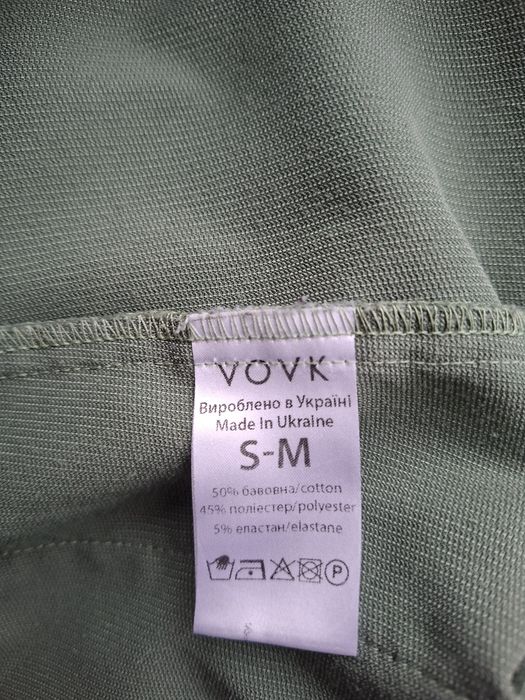 VOVK
Вироблено в Україні
Made In Ukraine
S-M
50% бавовна/cotton
45% поліестер/polyester
5% еластан/elastane
P